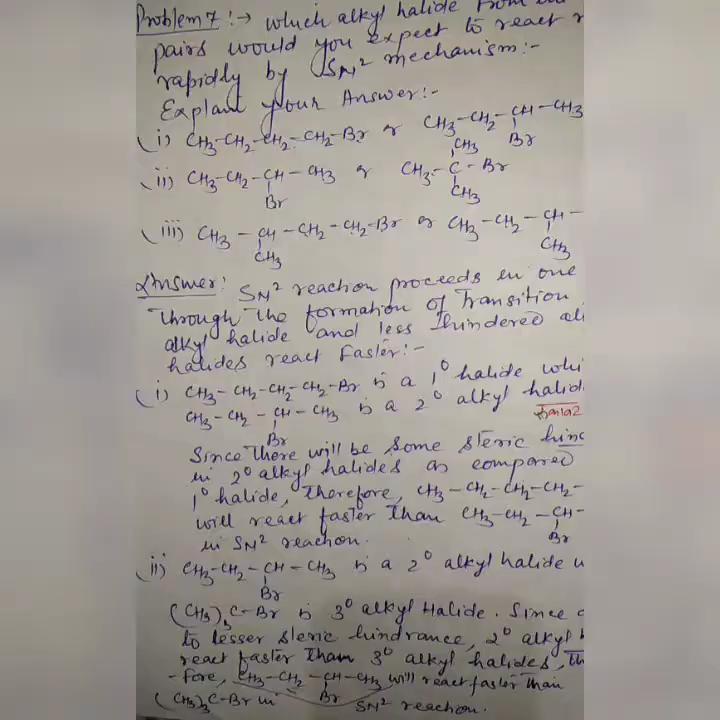 Problem 7 :→ Which alkyl halide from
pairs would you expect to react
rapidly by SN² mechanism:-
Explain your Answer:-
(i) CH₃-CH₂-CH₂-CH₂-Br or CH₃-CH₂-CH-CH₃
Br
CH₃
(ii) CH₃-CH₂-CH-CH₃ or CH₃-C-Br
Br CH₃
(iii) CH₃-CH-CH₂-CH₂-Br or CH₃-CH₂-CH-
CH₃ CH₃
Answer: SN² reaction proceeds in one
through the formation of Transition
alkyl halide and less hindered
halides react Faster:-
(i) CH₃-CH₂-CH₂-CH₂-Br is a 1° halide
CH₃-CH₂-CH-CH₃ is a 2° alkyl
Br
Since there will be some steric
in 2° alkyl halides as compared
1° halide, therefore, CH₃-CH₂-CH₂-CH₂-
will react faster than CH₃-CH₂-CH-
Br
in SN² reaction.
(ii) CH₃-CH₂-CH-CH₃ is a 2° alkyl halide
Br
(CH₃)₃C-Br is 3° alkyl Halide. Since
to lesser steric hindrance, 2° alkyl
react faster than 3° alkyl halides,
-fore, CH₃-CH₂-CH-CH₃ will react faster than
Br
(CH₃)₃C-Br in SN² reaction.